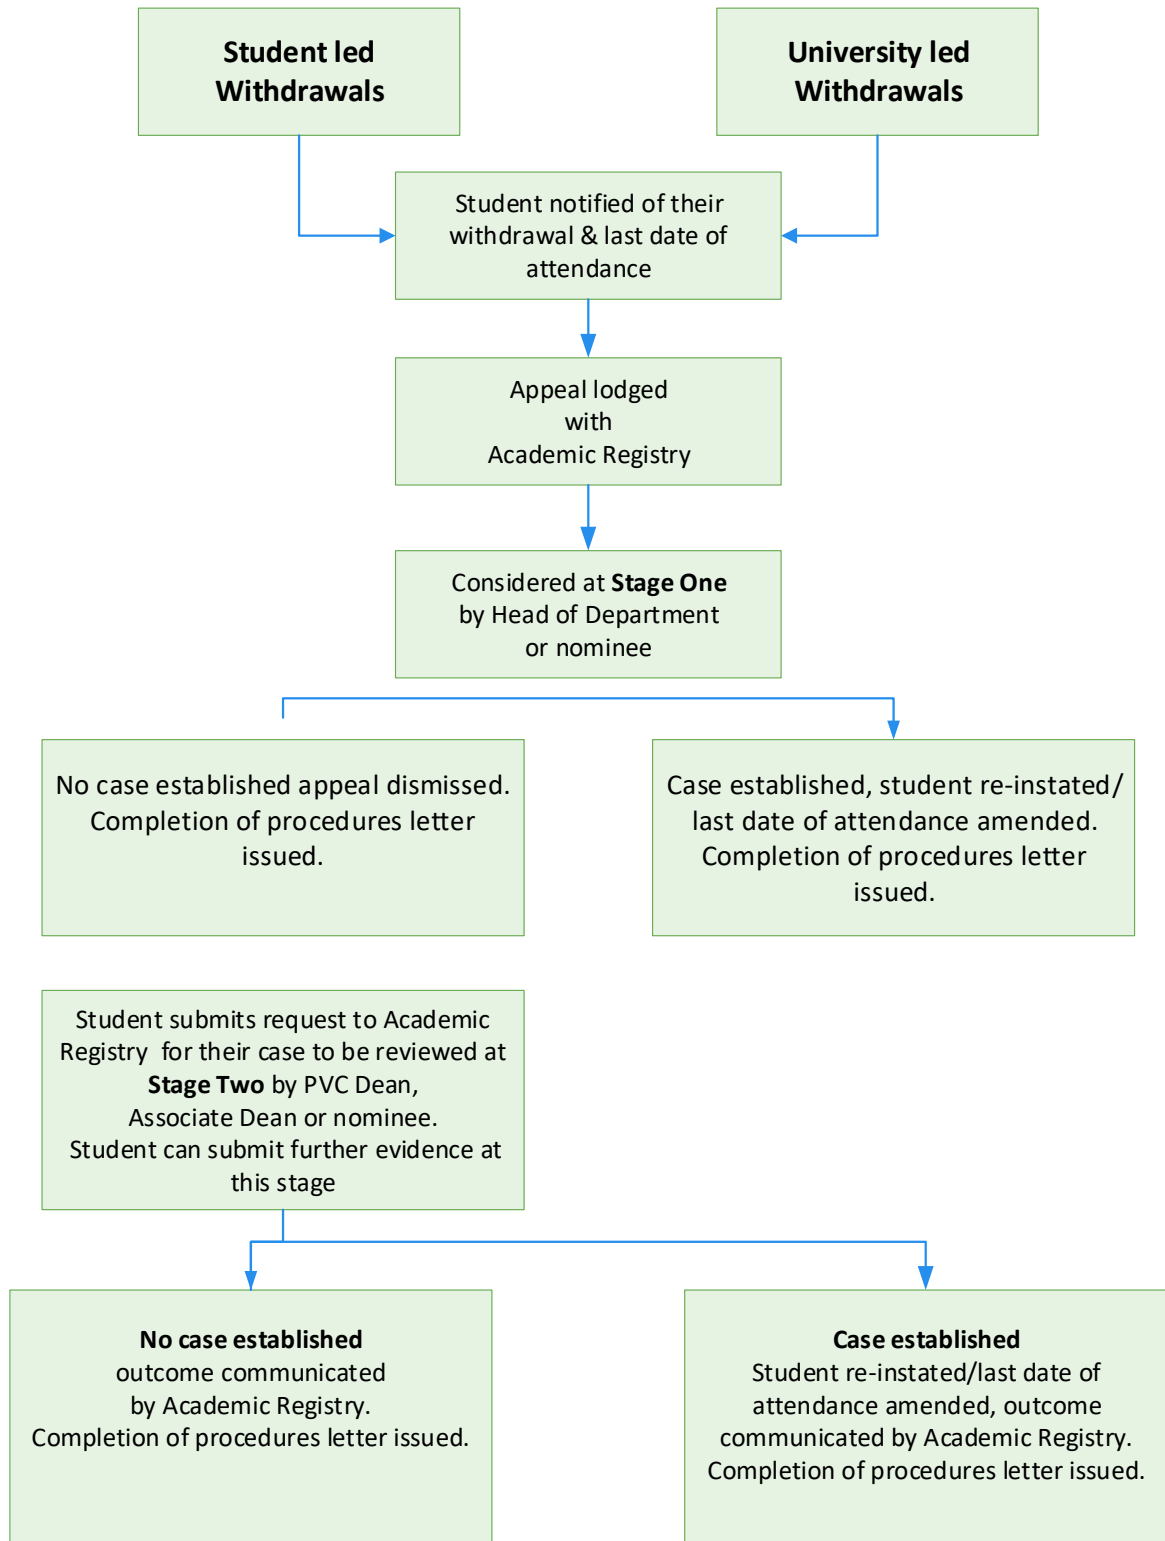 Student led
Withdrawals
University led
Withdrawals
Student notified of their
withdrawal & last date of
attendance
Appeal lodged
with
Academic Registry
Considered at Stage One
by Head of Department
or nominee
No case established appeal dismissed.
Completion of procedures letter
issued.
Case established, student re-instated/
last date of attendance amended.
Completion of procedures letter
issued.
Student submits request to Academic
Registry for their case to be reviewed at
Stage Two by PVC Dean,
Associate Dean or nominee.
Student can submit further evidence at
this stage
No case established
outcome communicated
by Academic Registry.
Completion of procedures letter issued.
Case established
Student re-instated/last date of
attendance amended, outcome
communicated by Academic Registry.
Completion of procedures letter issued.